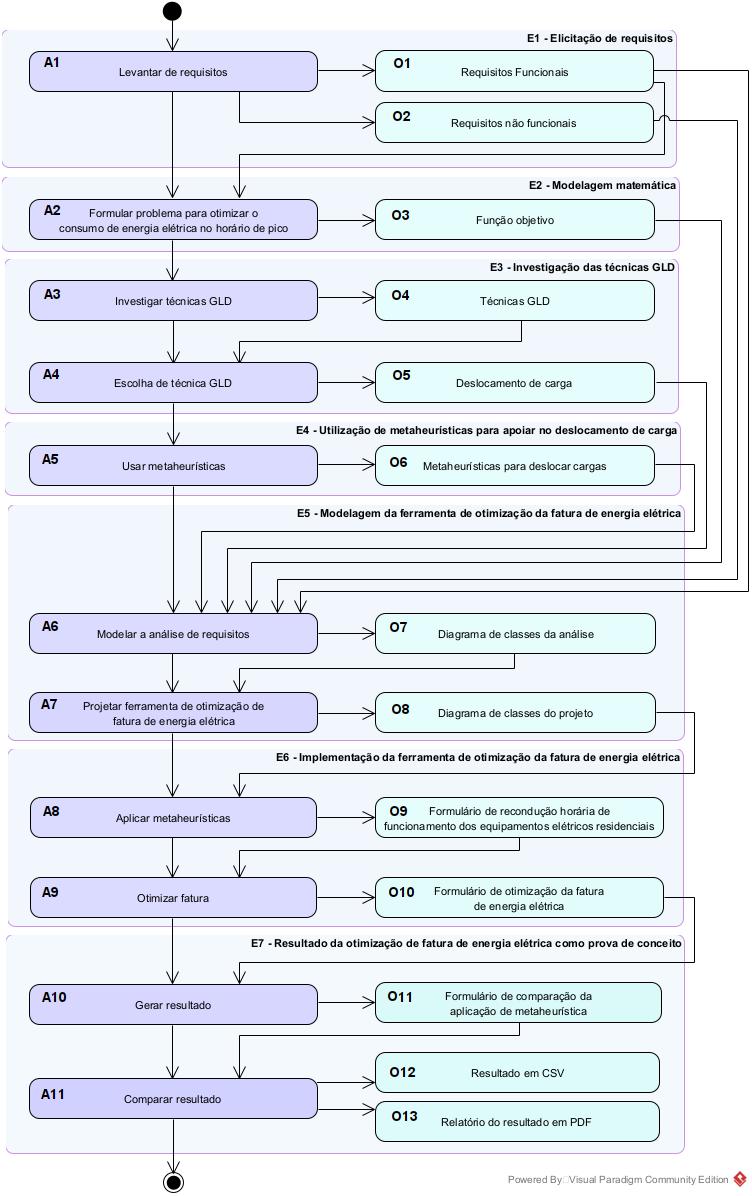 E1 - Elicitação de requisitos
A1
Levantar de requisitos
O1
Requisitos Funcionais
O2
Requisitos não funcionais
E2 - Modelagem matemática
A2
Formular problema para otimizar o
consumo de energia elétrica no horário de pico
O3
Função objetivo
E3 - Investigação das técnicas GLD
A3
Investigar técnicas GLD
O4
Técnicas GLD
A4
Escolha de técnica GLD
O5
Deslocamento de carga
E4 - Utilização de metaheurísticas para apoiar no deslocamento de carga
A5
Usar metaheurísticas
O6
Metaheurísticas para deslocar cargas
E5 - Modelagem da ferramenta de otimização da fatura de energia elétrica
A6
Modelar a análise de requisitos
O7
Diagrama de classes da análise
A7
Projetar ferramenta de otimização de
fatura de energia elétrica
O8
Diagrama de classes do projeto
E6 - Implementação da ferramenta de otimização da fatura de energia elétrica
A8
Aplicar metaheurísticas
O9
Formulário de recondução horária de
funcionamento dos equipamentos elétricos residenciais
A9
Otimizar fatura
O10
Formulário de otimização da fatura
de energia elétrica
E7 - Resultado da otimização de fatura de energia elétrica como prova de conceito
A10
Gerar resultado
O11
Formulário de comparação da
aplicação de metaheurística
A11
Comparar resultado
O12
Resultado em CSV
O13
Relatório do resultado em PDF
Powered By Visual Paradigm Community Edition